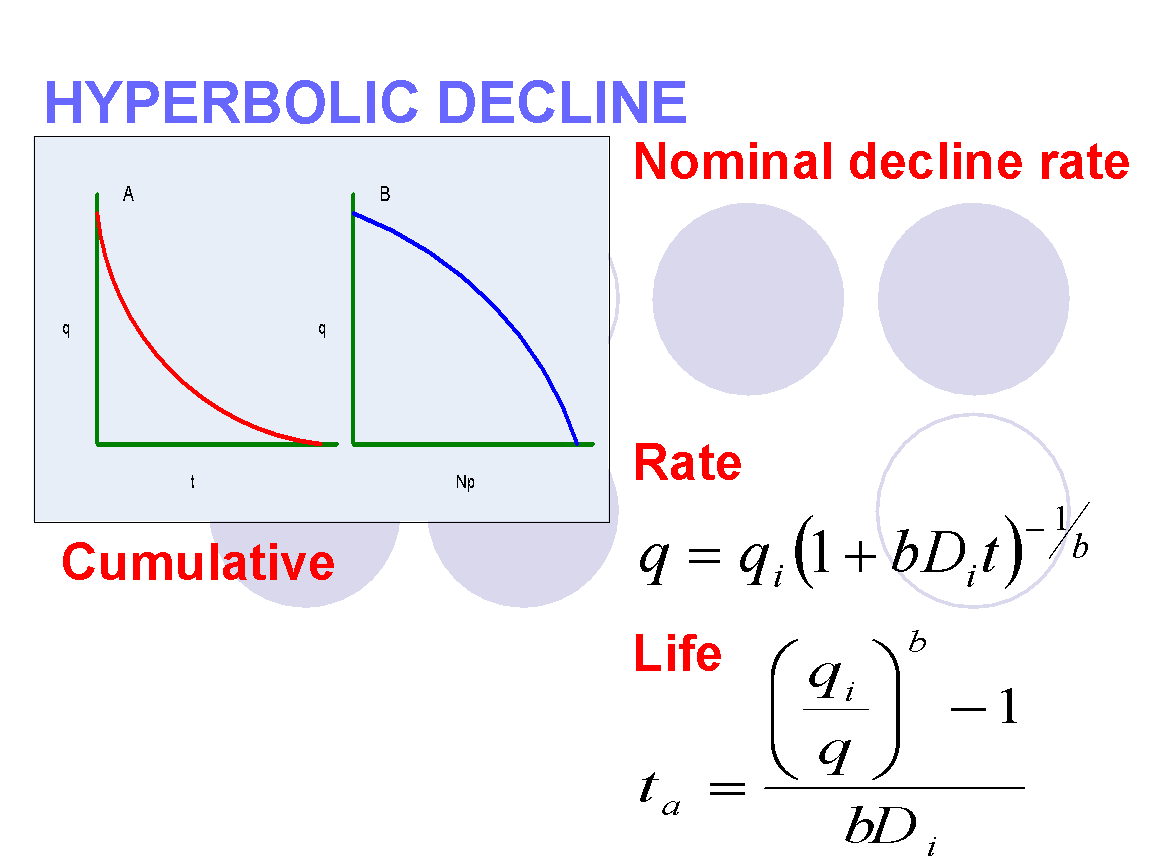 HYPERBOLIC DECLINE
A
B
q
q
t
Np
Nominal decline rate
Rate
q = q_i (1 + bD_i t)^{-1/b}
Cumulative
Life
t_a = ((q_i / q)^b − 1) / (bD_i)